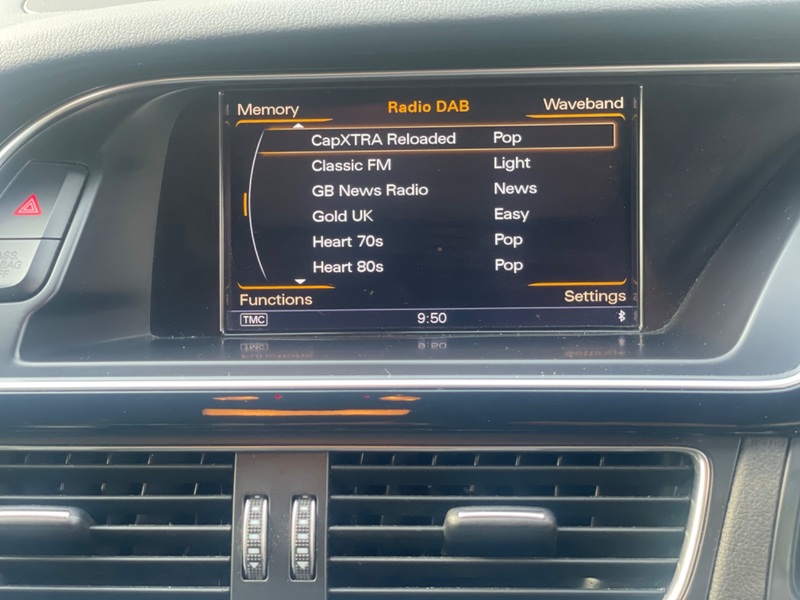 Memory Radio DAB Waveband
CapXTRA Reloaded Pop
Classic FM Light
GB News Radio News
Gold UK Easy
Heart 70s Pop
Heart 80s Pop
Functions Settings
TMC 9:50